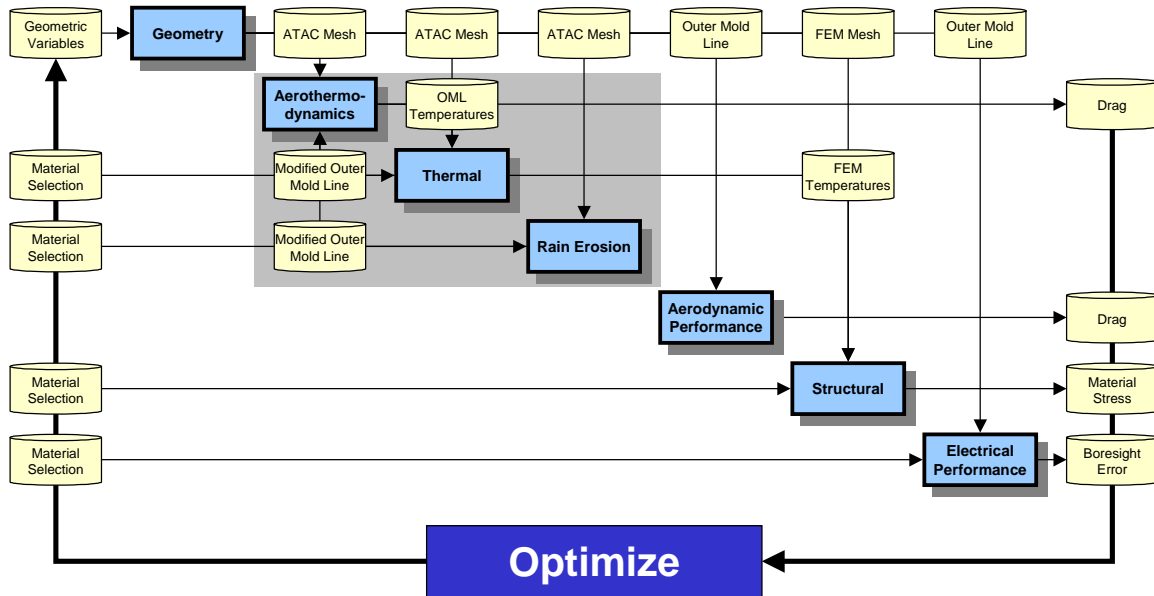 Geometric
Variables
Geometry
ATAC Mesh
ATAC Mesh
ATAC Mesh
Outer Mold
Line
FEM Mesh
Outer Mold
Line
Aerothermo-
dynamics
OML
Temperatures
Drag
Material
Selection
Modified Outer
Mold Line
Thermal
FEM
Temperatures
Material
Selection
Modified Outer
Mold Line
Rain Erosion
Aerodynamic
Performance
Drag
Material
Selection
Structural
Material
Stress
Material
Selection
Electrical
Performance
Boresight
Error
Optimize